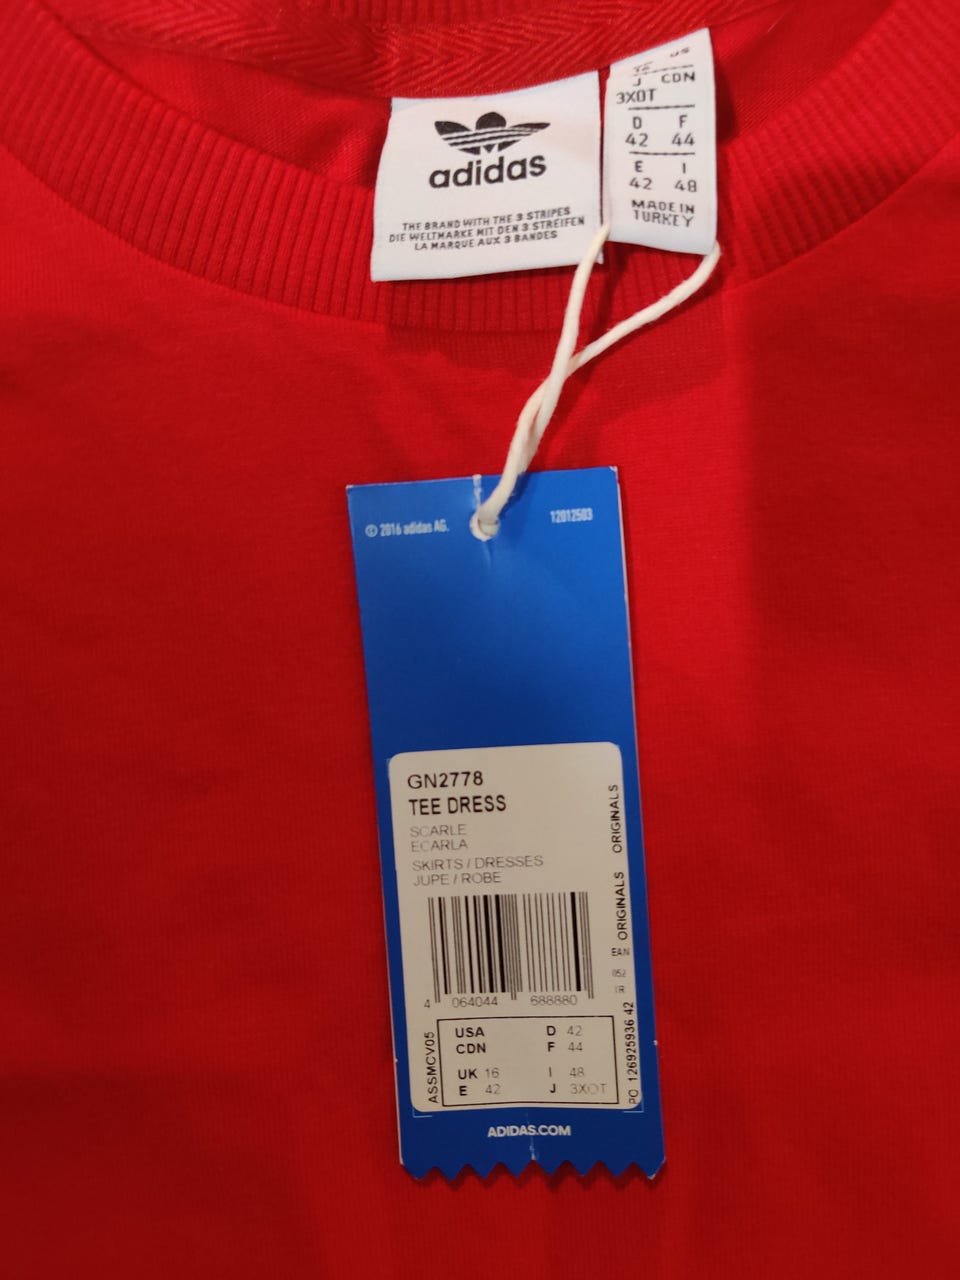 adidas
THE BRAND WITH THE 3 STRIPES
DIE WELTMARKE MIT DEN 3 STREIFEN
LA MARQUE AUX 3 BANDES
US
J CDN
3XOT
D F
42 44
E I
42 48
MADE IN
TURKEY
© 2016 adidas AG.
12012503
GN2778
TEE DRESS
SCARLE
ECARLA
SKIRTS / DRESSES
JUPE / ROBE
4 064044 688880
ORIGINALS
ORIGINALS
EAN
052
IR
PO 126925936 42
ASSMCV05
USA D 42
CDN F 44
UK 16 I 48
E 42 J 3XOT
ADIDAS.COM